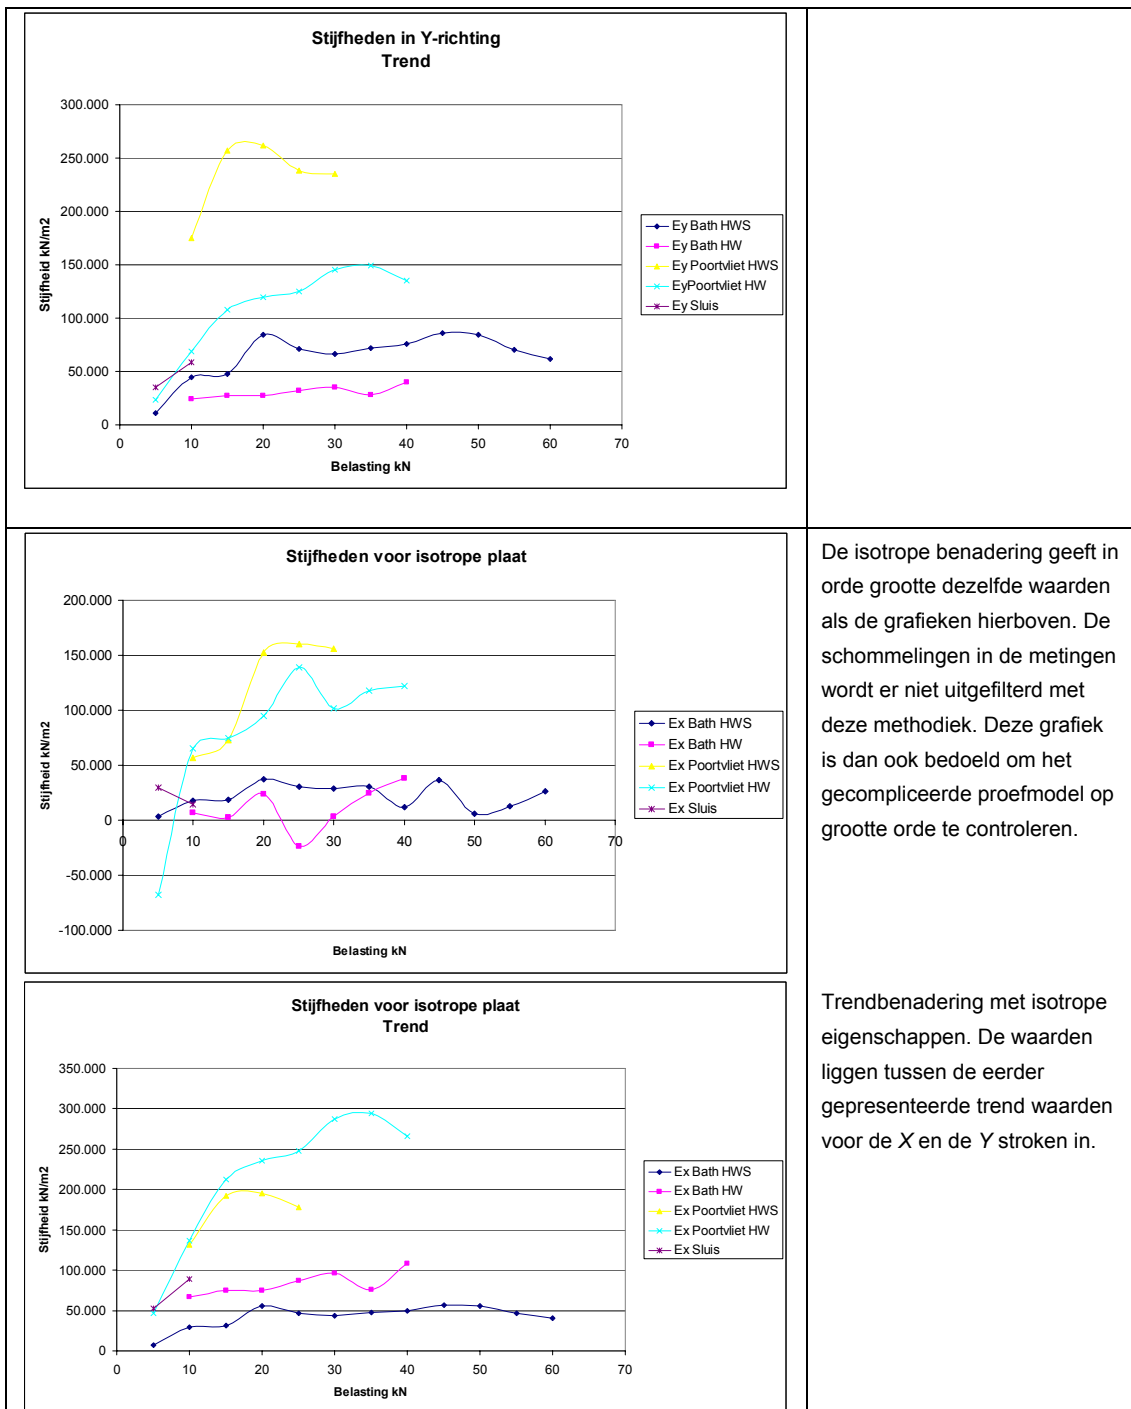 Stijfheden in Y-richting
Trend
300.000
250.000
200.000
150.000
100.000
50.000
0
Stijfheid kN/m2
0 10 20 30 40 50 60 70
Belasting kN
Ey Bath HWS
Ey Bath HW
Ey Poortvliet HWS
EyPoortvliet HW
Ey Sluis
Stijfheden voor isotrope plaat
200.000
150.000
100.000
50.000
0
-50.000
-100.000
Stijfheid kN/m2
0 10 20 30 40 50 60 70
Belasting kN
Ex Bath HWS
Ex Bath HW
Ex Poortvliet HWS
Ex Poortvliet HW
Ex Sluis
De isotrope benadering geeft in
orde grootte dezelfde waarden
als de grafieken hierboven. De
schommelingen in de metingen
wordt er niet uitgefilterd met
deze methodiek. Deze grafiek
is dan ook bedoeld om het
gecompliceerde proefmodel op
grootte orde te controleren.
Stijfheden voor isotrope plaat
Trend
350.000
300.000
250.000
200.000
150.000
100.000
50.000
0
Stijfheid kN/m2
0 10 20 30 40 50 60 70
Belasting kN
Ex Bath HWS
Ex Bath HW
Ex Poortvliet HWS
Ex Poortvliet HW
Ex Sluis
Trendbenadering met isotrope
eigenschappen. De waarden
liggen tussen de eerder
gepresenteerde trend waarden
voor de X en de Y stroken in.